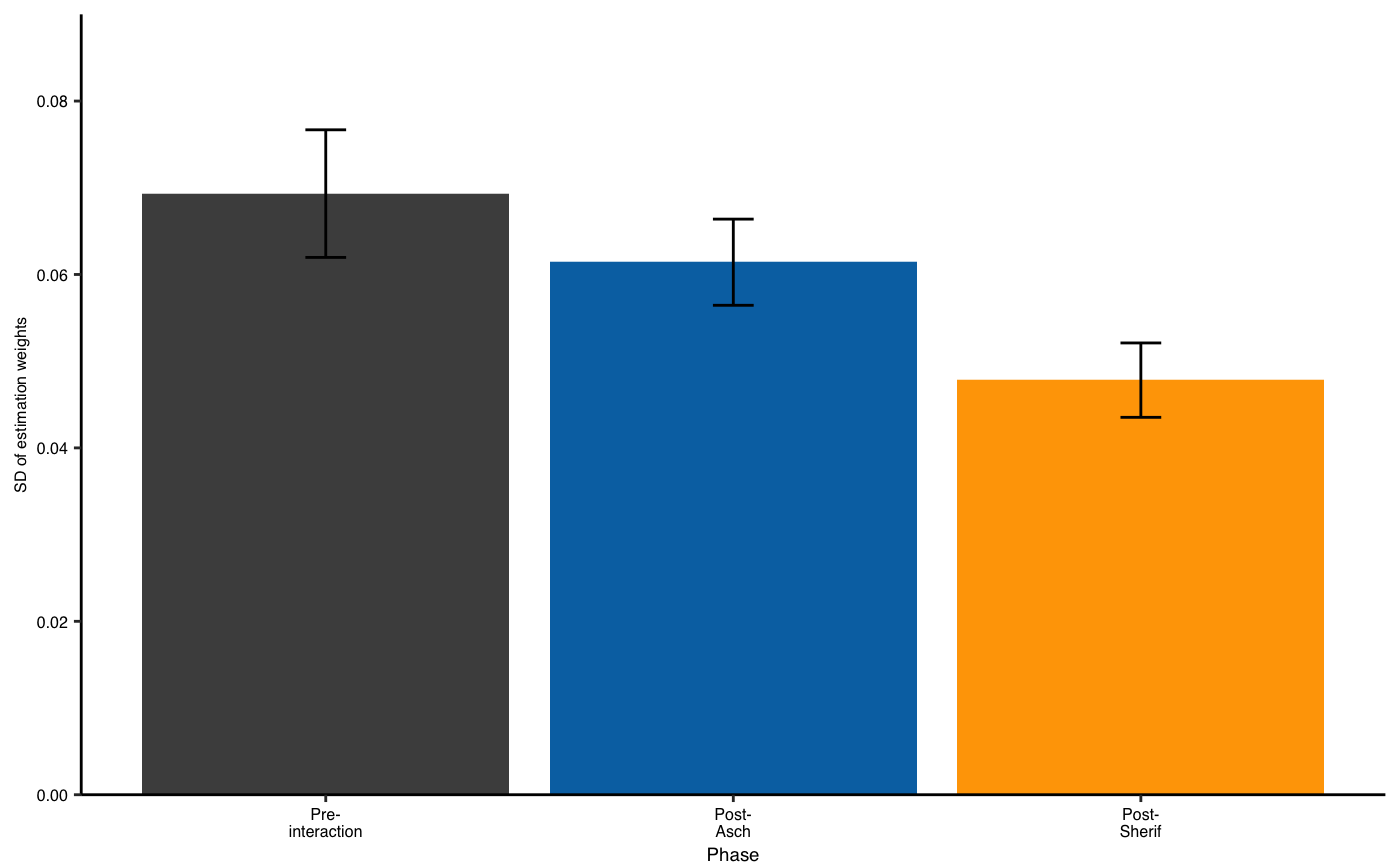 SD of estimation weights
0.08
0.06
0.04
0.02
0.00
Pre-
interaction
Post-
Asch
Post-
Sherif
Phase